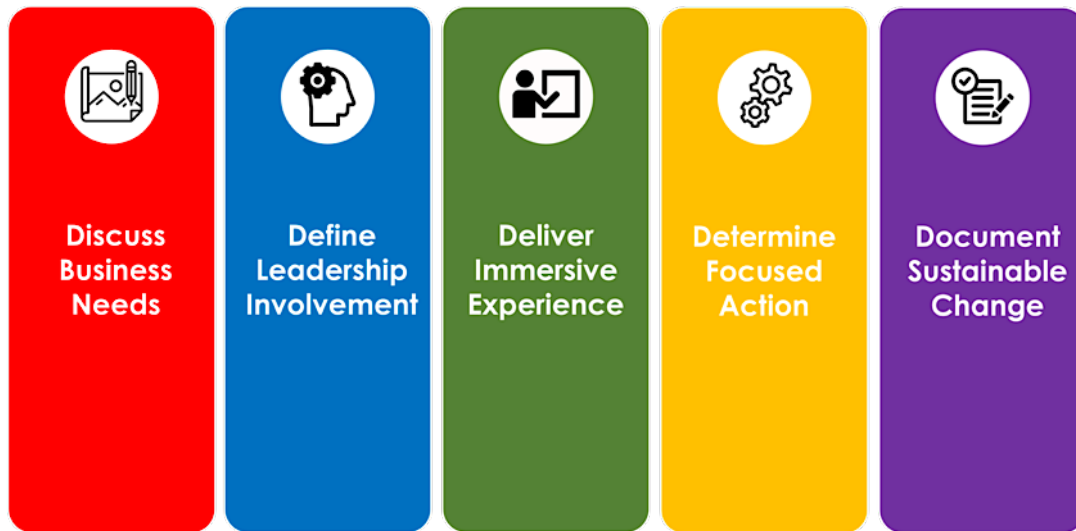 Discuss
Business
Needs
Define
Leadership
Involvement
Deliver
Immersive
Experience
Determine
Focused
Action
Document
Sustainable
Change